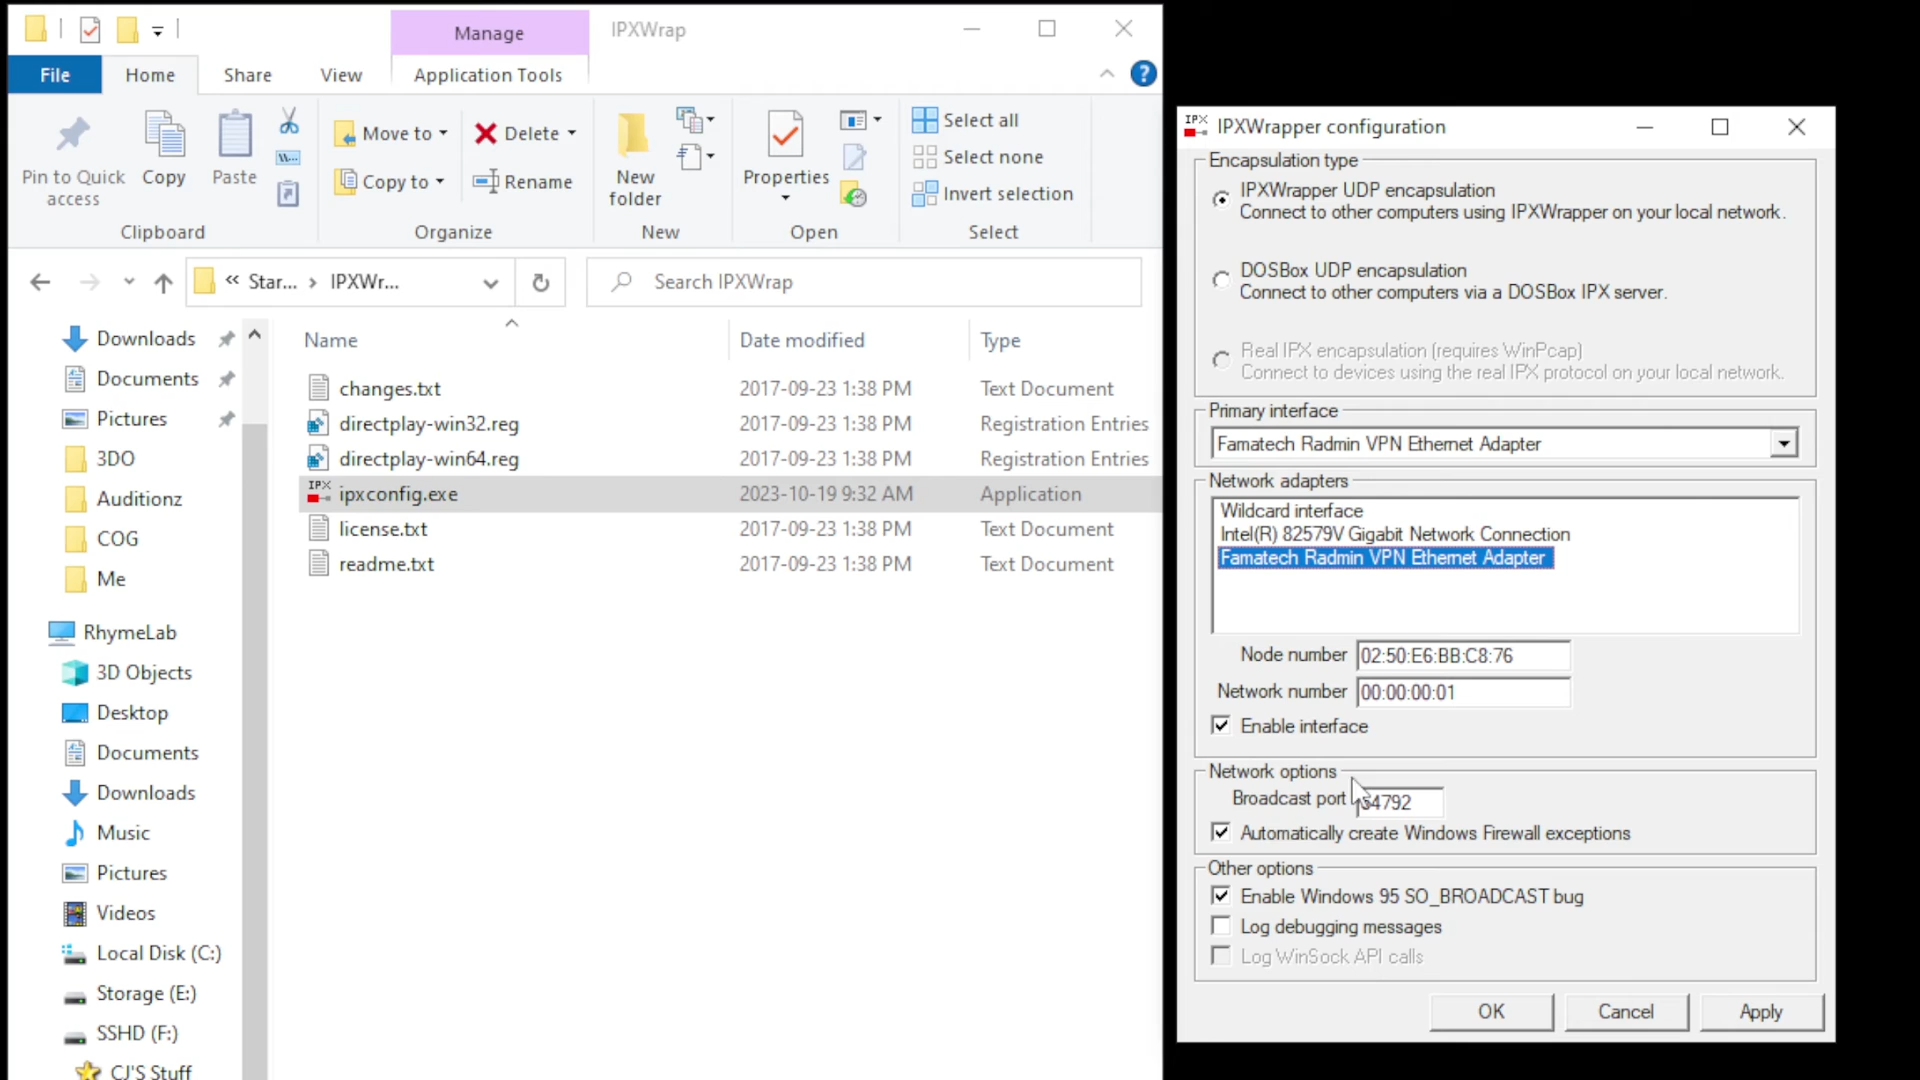 Manage
IPXWrap
File
Home
Share
View
Application Tools
Pin to Quick
access
Copy
Paste
Move to
Copy to
Delete
Rename
New
folder
Properties
Select all
Select none
Invert selection
Clipboard
Organize
New
Open
Select
« Star... › IPXWr...
Search IPXWrap
Downloads
Documents
Pictures
3DO
Auditionz
COG
Me
RhymeLab
3D Objects
Desktop
Documents
Downloads
Music
Pictures
Videos
Local Disk (C:)
Storage (E:)
SSHD (F:)
CJ'S Stuff
Name Date modified Type
changes.txt 2017-09-23 1:38 PM Text Document
directplay-win32.reg 2017-09-23 1:38 PM Registration Entries
directplay-win64.reg 2017-09-23 1:38 PM Registration Entries
IPX ipxconfig.exe 2023-10-19 9:32 AM Application
license.txt 2017-09-23 1:38 PM Text Document
readme.txt 2017-09-23 1:38 PM Text Document
IPX IPXWrapper configuration
Encapsulation type
IPXWrapper UDP encapsulation
Connect to other computers using IPXWrapper on your local network.
DOSBox UDP encapsulation
Connect to other computers via a DOSBox IPX server.
Real IPX encapsulation (requires WinPcap)
Connect to devices using the real IPX protocol on your local network.
Primary interface
Famatech Radmin VPN Ethernet Adapter
Network adapters
Wildcard interface
Intel(R) 82579V Gigabit Network Connection
Famatech Radmin VPN Ethernet Adapter
Node number 02:50:E6:BB:C8:76
Network number 00:00:00:01
Enable interface
Network options
Broadcast port
Automatically create Windows Firewall exceptions
Other options
Enable Windows 95 SO_BROADCAST bug
Log debugging messages
Log WinSock API calls
OK
Cancel
Apply